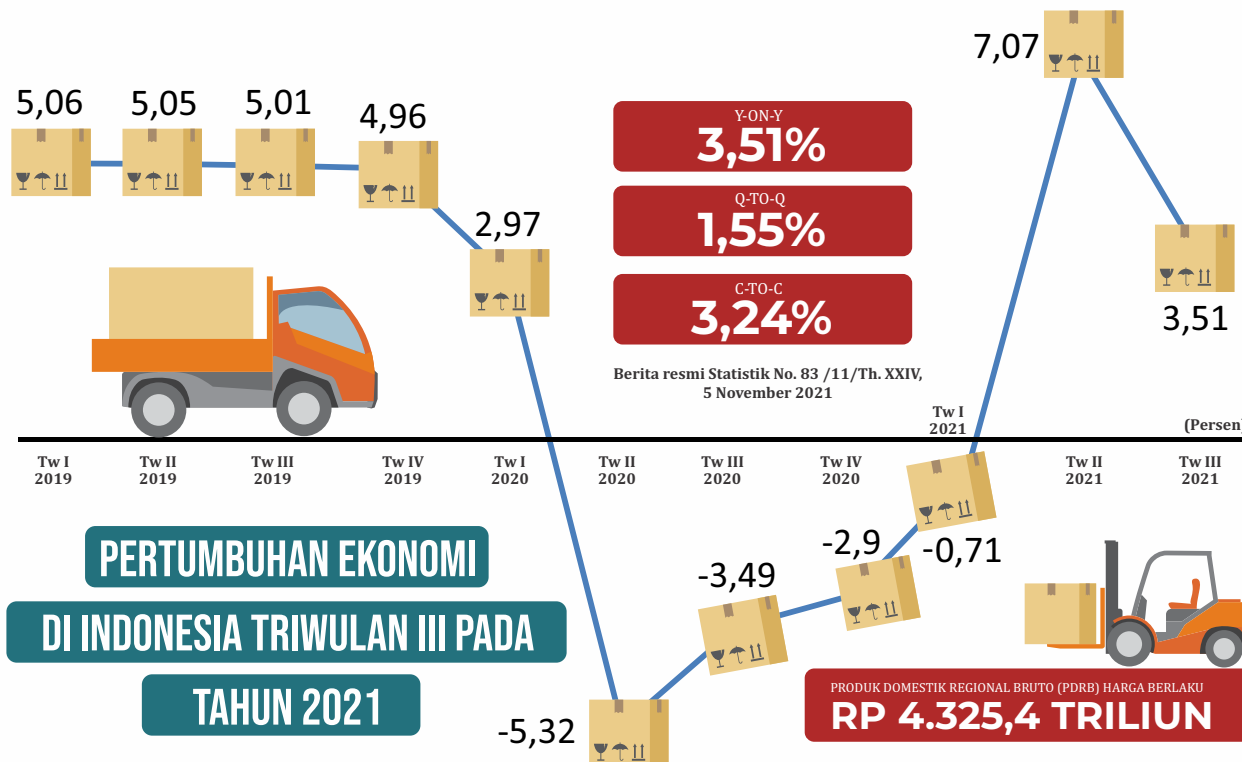 5,06
5,05
5,01
4,96
2,97
7,07
3,51
Y-ON-Y
3,51%
Q-TO-Q
1,55%
C-TO-C
3,24%
Berita resmi Statistik No. 83 /11/Th. XXIV,
5 November 2021
(Persen)
Tw I
2019
Tw II
2019
Tw III
2019
Tw IV
2019
Tw I
2020
Tw II
2020
Tw III
2020
Tw IV
2020
Tw I
2021
Tw II
2021
Tw III
2021
-5,32
-3,49
-2,9
-0,71
PERTUMBUHAN EKONOMI
DI INDONESIA TRIWULAN III PADA
TAHUN 2021
PRODUK DOMESTIK REGIONAL BRUTO (PDRB) HARGA BERLAKU
RP 4.325,4 TRILIUN